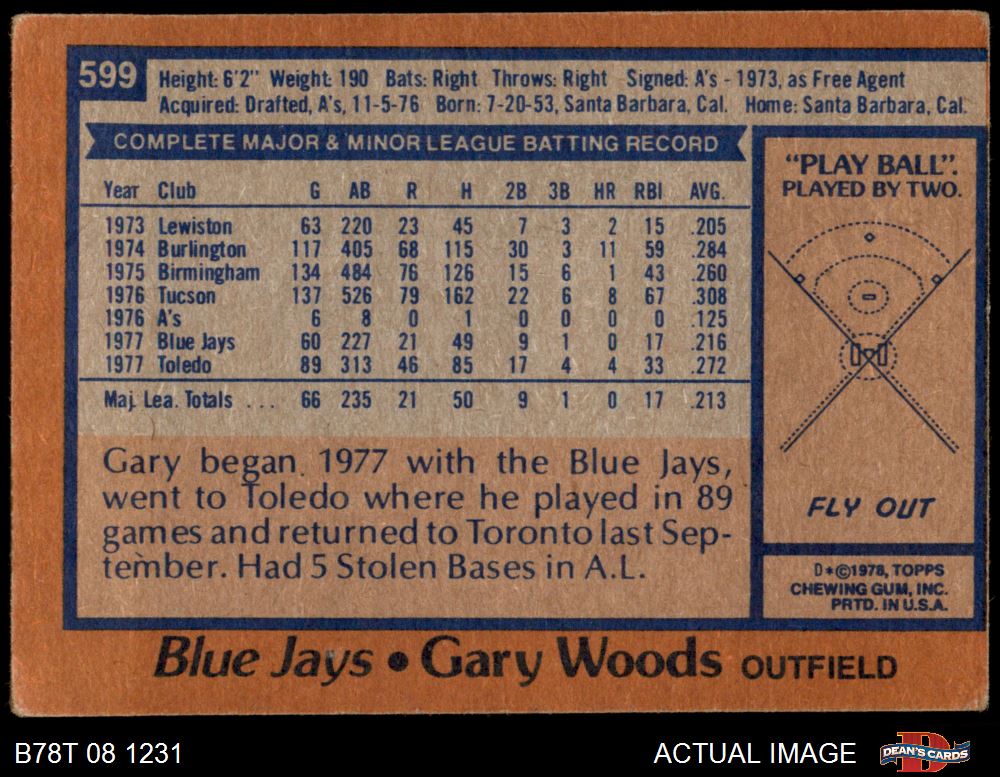 599
Height: 6'2" Weight: 190 Bats: Right Throws: Right Signed: A's - 1973, as Free Agent
Acquired: Drafted, A's, 11-5-76 Born: 7-20-53, Santa Barbara, Cal. Home: Santa Barbara, Cal.
COMPLETE MAJOR & MINOR LEAGUE BATTING RECORD
Year Club G AB R H 2B 3B HR RBI AVG.
1973 Lewiston 63 220 23 45 7 3 2 15 .205
1974 Burlington 117 405 68 115 30 3 11 59 .284
1975 Birmingham 134 484 76 126 15 6 1 43 .260
1976 Tucson 137 526 79 162 22 6 8 67 .308
1976 A's 6 8 0 1 0 0 0 0 .125
1977 Blue Jays 60 227 21 49 9 1 0 17 .216
1977 Toledo 89 313 46 85 17 4 4 33 .272
Maj. Lea. Totals ... 66 235 21 50 9 1 0 17 .213
Gary began 1977 with the Blue Jays,
went to Toledo where he played in 89
games and returned to Toronto last Sep-
tember. Had 5 Stolen Bases in A.L.
"PLAY BALL".
PLAYED BY TWO.
FLY OUT
D*©1978, TOPPS
CHEWING GUM, INC.
PRTD. IN U.S.A.
Blue Jays • Gary Woods OUTFIELD
B78T 08 1231
ACTUAL IMAGE
D
DEAN'S CARDS